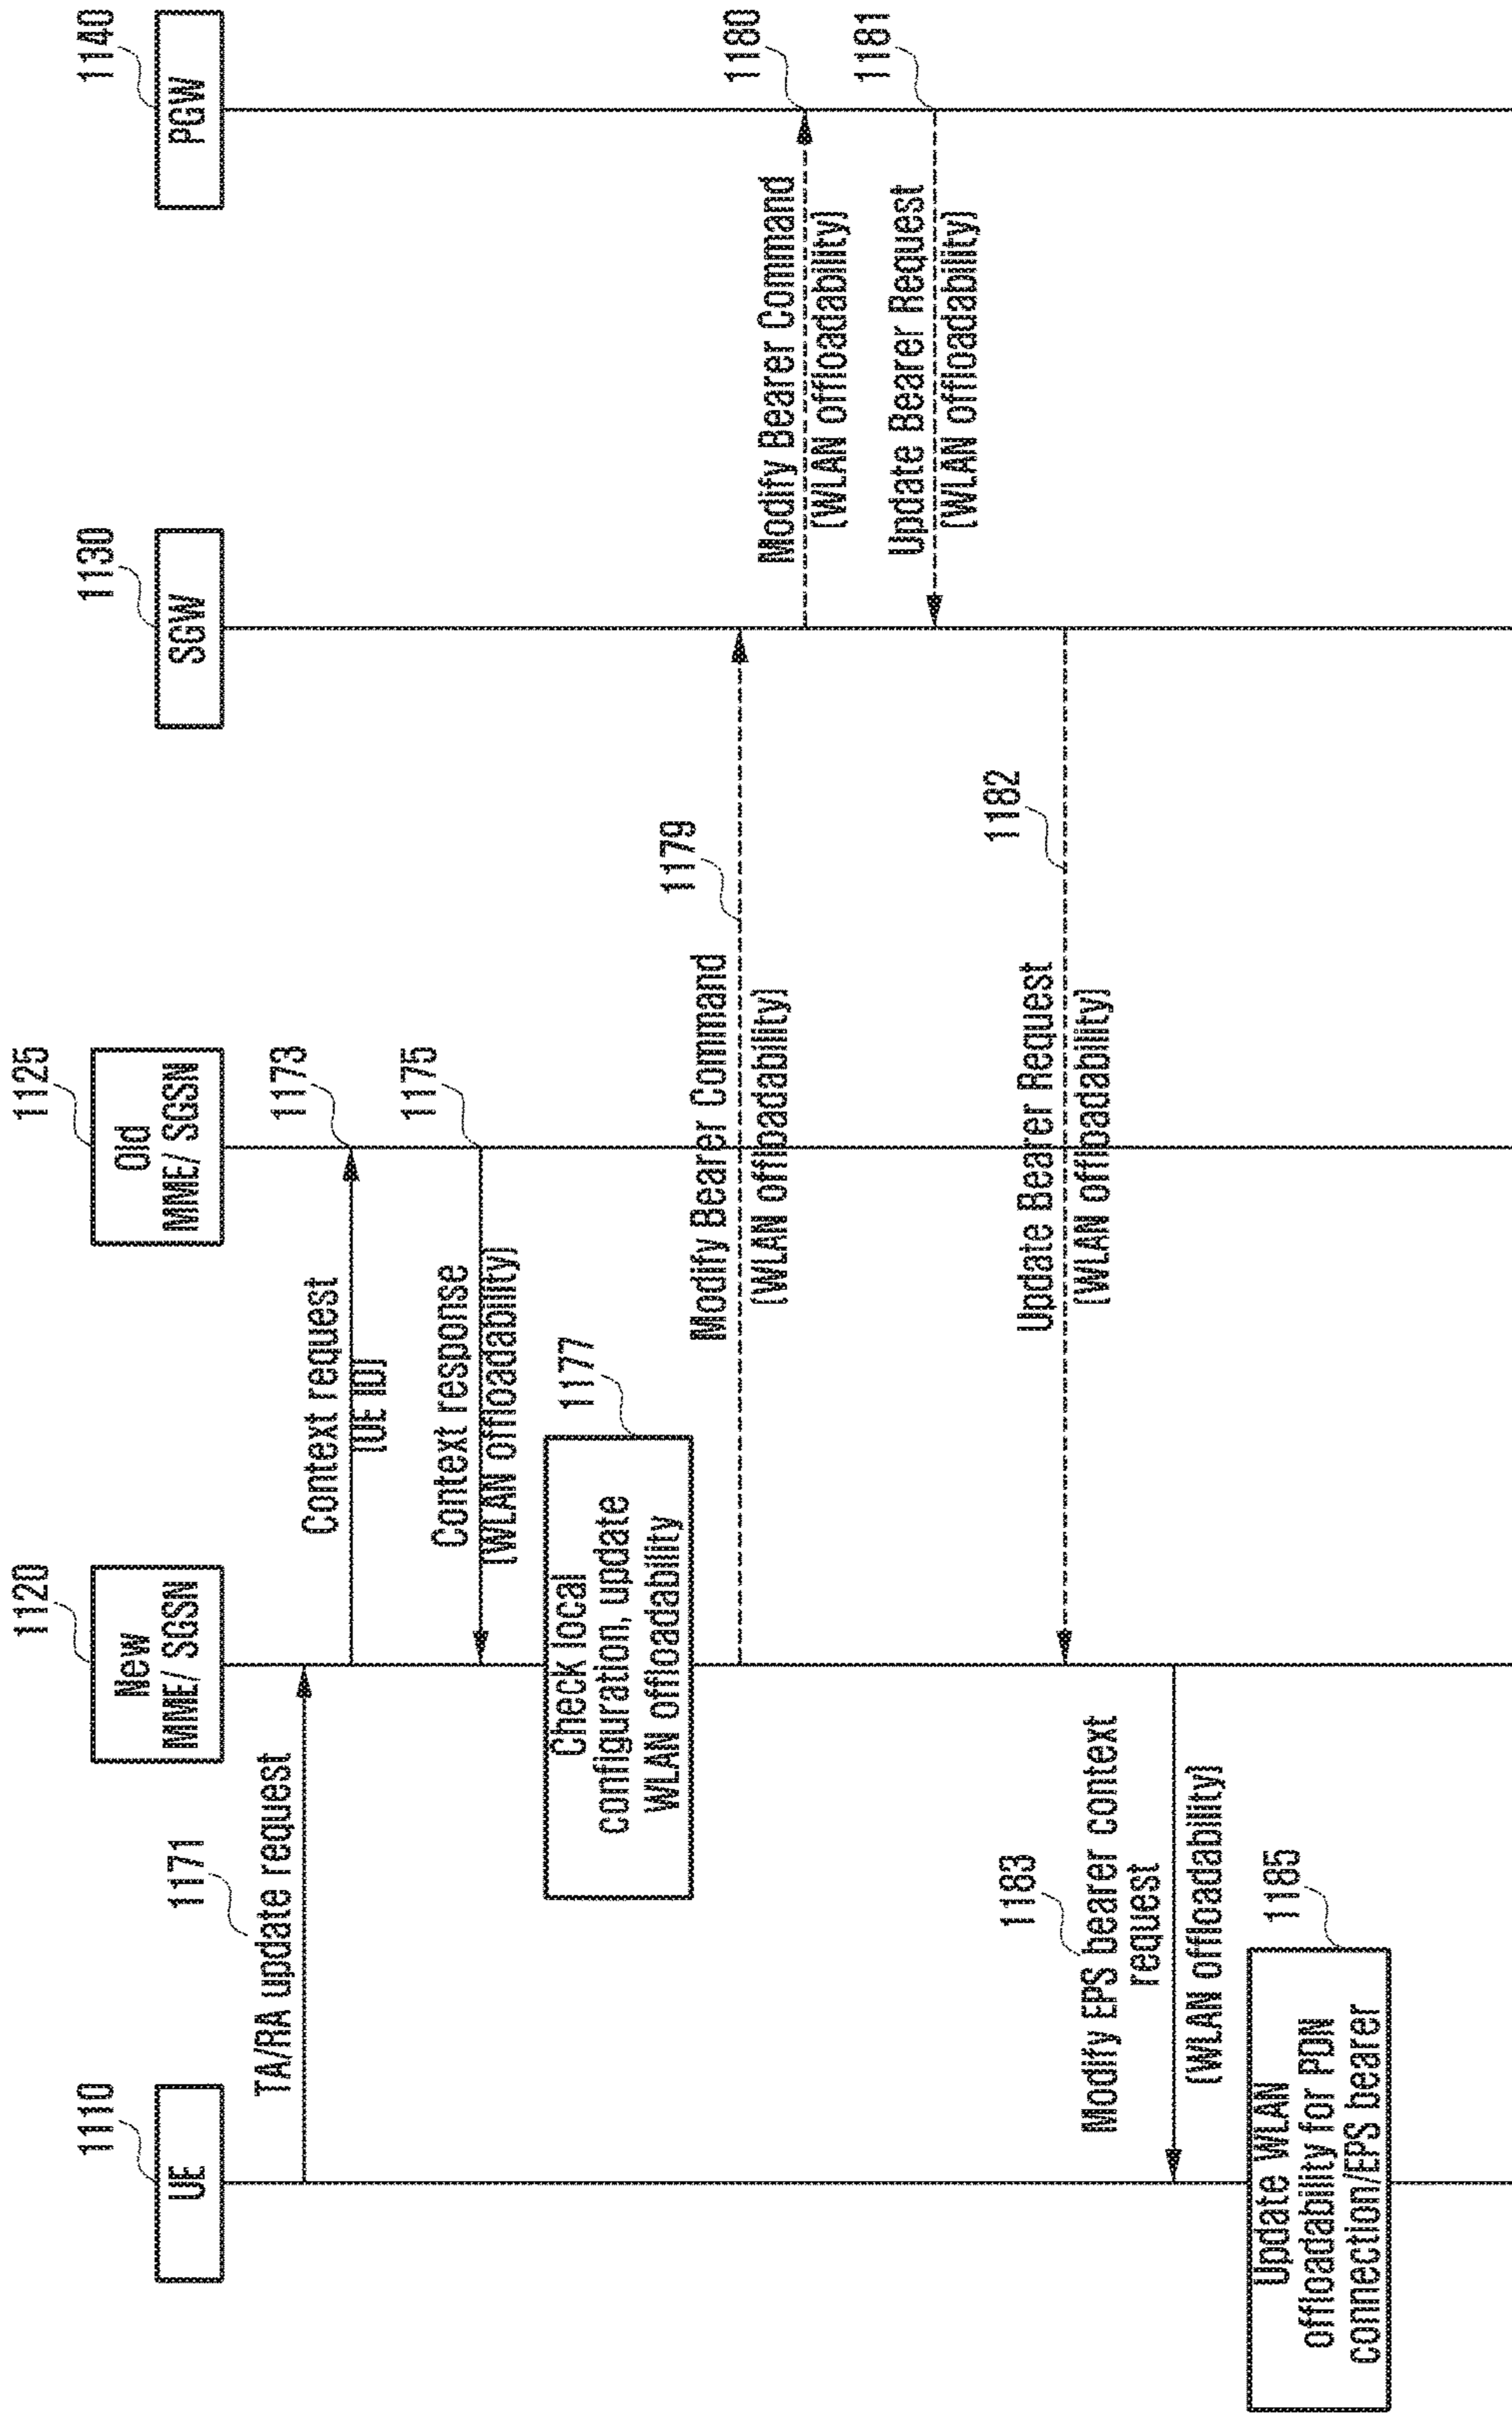 1110
UE
1120
New
MME/ SGSN
1125
Old
MME/ SGSN
1130
SGW
1140
PGW
1171
TA/RA update request
1173
Context request
(UE ID)
1175
Context response
(WLAN offloadability)
1177
Check local
configuration, update
WLAN offloadability
1179
Modify Bearer Command
(WLAN offloadability)
1180
Modify Bearer Command
(WLAN offloadability)
1181
Update Bearer Request
(WLAN offloadability)
1182
Update Bearer Request
(WLAN offloadability)
1183
Modify EPS bearer context
request
(WLAN offloadability)
1185
Update WLAN
offloadability for PDN
connection/EPS bearer